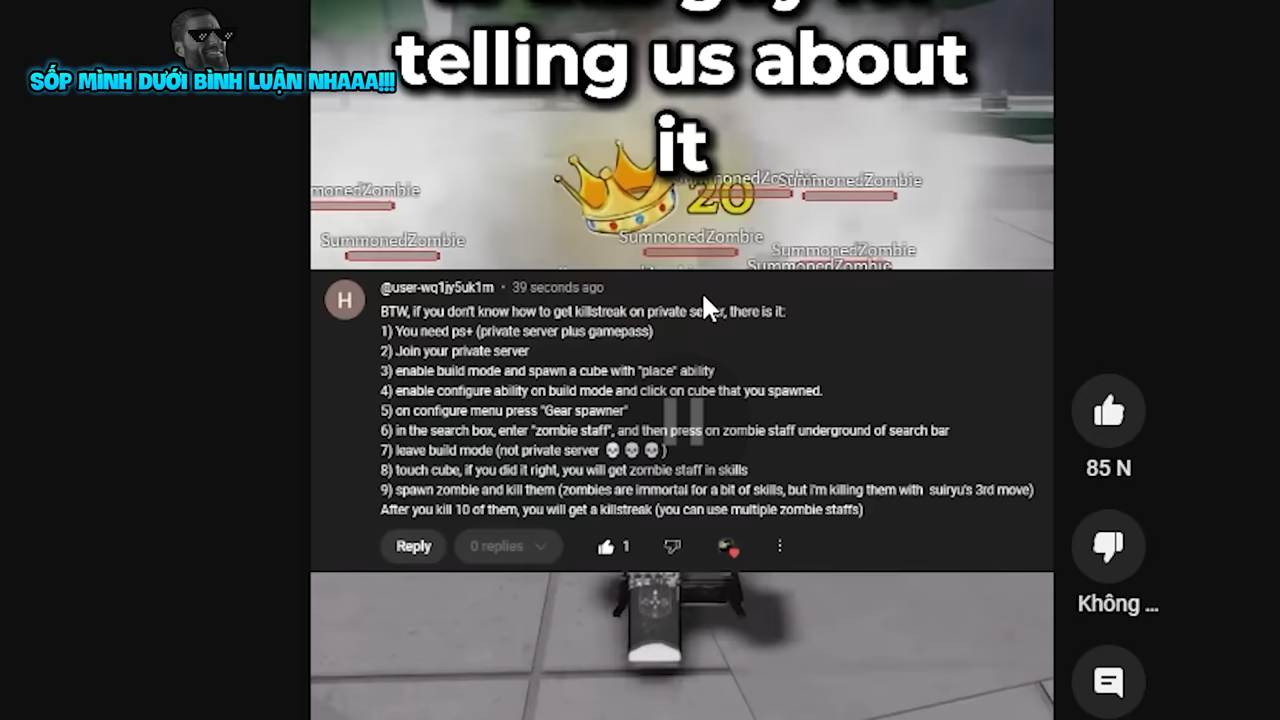 telling us about
SỐP MÌNH DƯỚI BÌNH LUẬN NHAAA!!!
it
SummonedZombie
20
SummonedZombie
SummonedZombie
SummonedZombie
SummonedZombie
SummonedZombie
H
@user-wq1jy5uk1m • 39 seconds ago
BTW, if you don't know how to get killstreak on private server, there is it:
1) You need ps+ (private server plus gamepass)
2) Join your private server
3) enable build mode and spawn a cube with "place" ability
4) enable configure ability on build mode and click on cube that you spawned.
5) on configure menu press "Gear spawner"
6) in the search box, enter "zombie staff", and then press on zombie staff underground of search bar
7) leave build mode (not private server 💀💀💀)
8) touch cube, if you did it right, you will get zombie staff in skills
9) spawn zombie and kill them (zombies are immortal for a bit of skills, but i'm killing them with suiryu's 3rd move)
After you kill 10 of them, you will get a killstreak (you can use multiple zombie staffs)
Reply
0 replies
1
85 N
Không ...